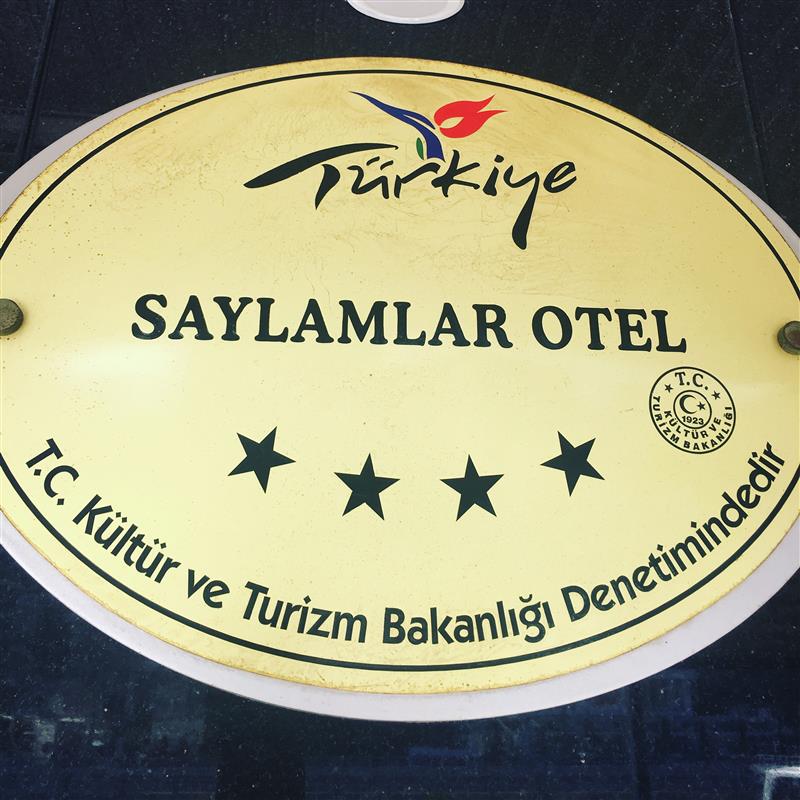 Türkiye
SAYLAMLAR OTEL
T.C.
1923
KÜLTÜR VE
TURİZM BAKANLIĞI
T.C. Kültür ve Turizm Bakanlığı Denetimindedir